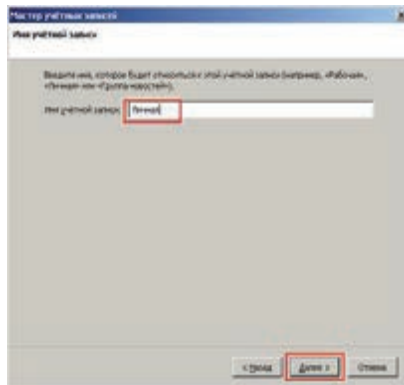 Мастер учётных записей
Имя учётной записи
Введите имя, которое будет относиться к этой учётной записи (например, «Рабочая»,
«Личная» или «Группа новостей»).
Имя учётной записи: Личная
< Назад Далее > Отмена